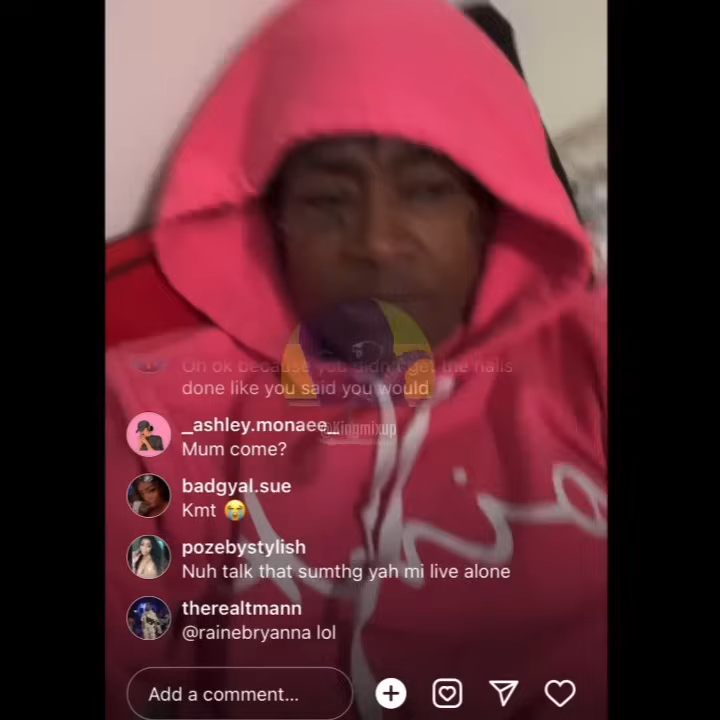 Oh ok because you didn't get the nails
done like you said you would
_ashley.monaee_
Mum come?
@Kingmixup
badgyal.sue
Kmt 😭
pozebystylish
Nuh talk that sumthg yah mi live alone
therealtmann
@rainebryanna lol
Add a comment...